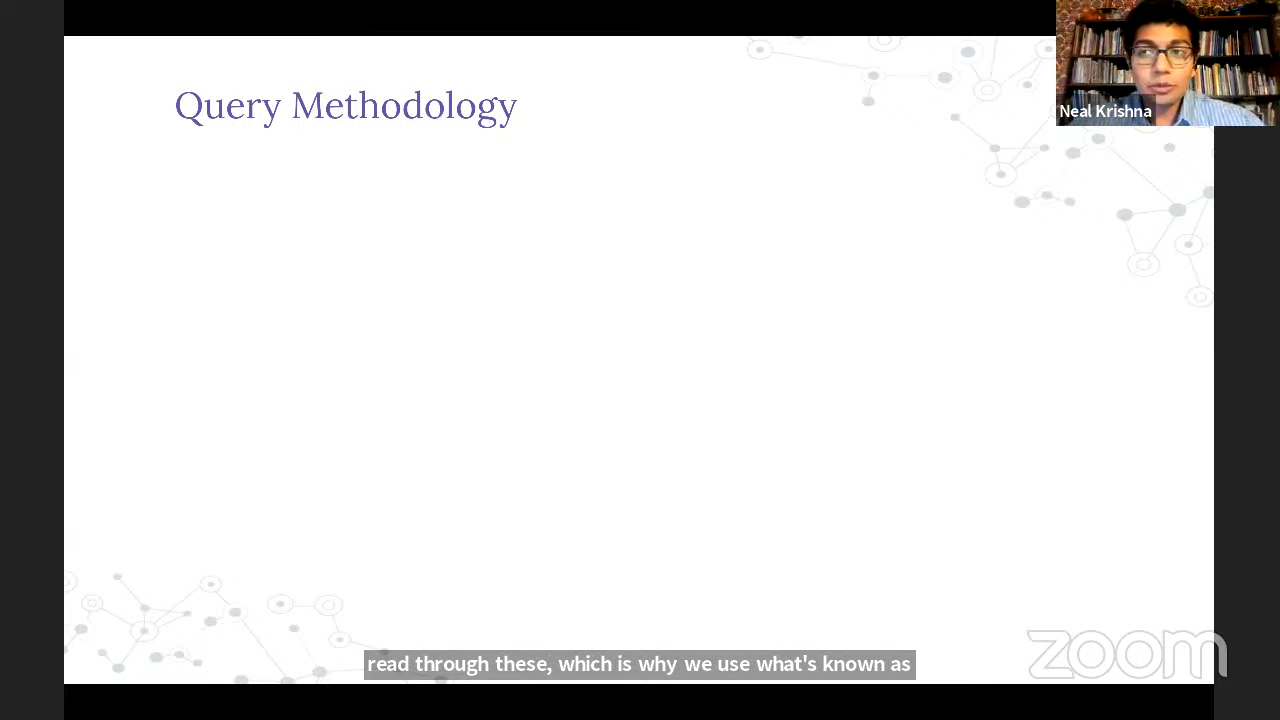 Query Methodology
Neal Krishna
read through these, which is why we use what's known as
zoom